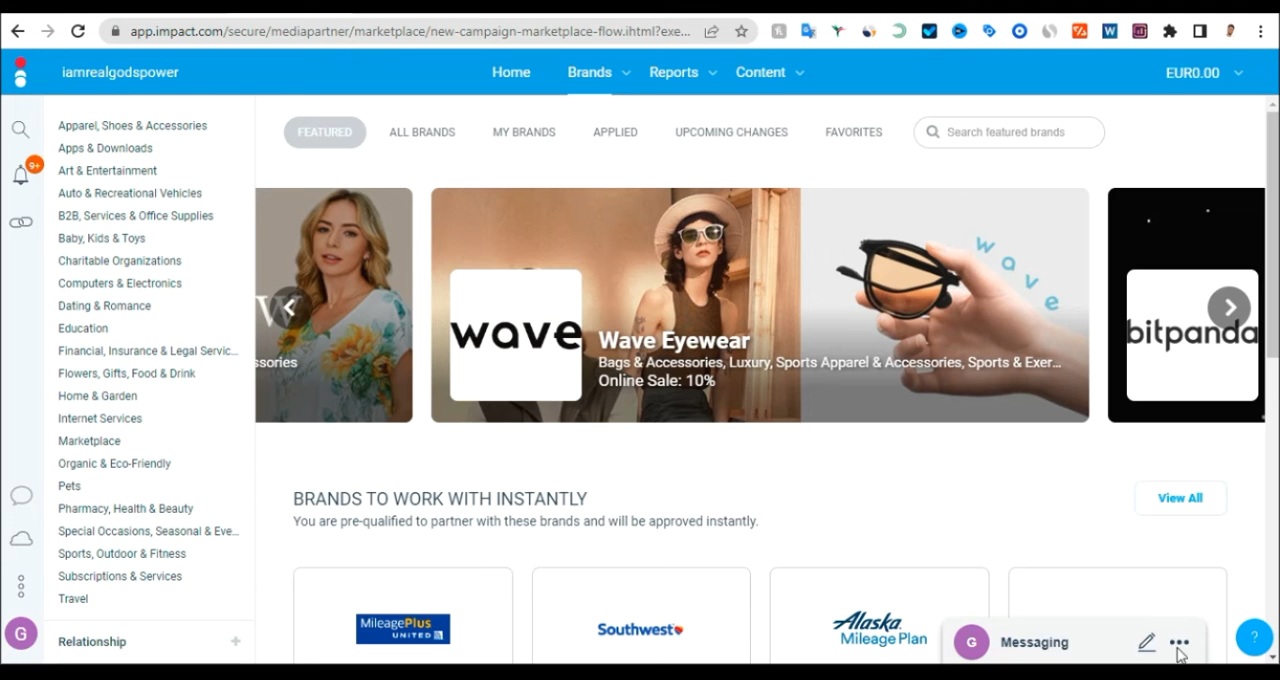 app.impact.com/secure/mediapartner/marketplace/new-campaign-marketplace-flow.ihtml?exe...
iamrealgodspower
Home
Brands
Reports
Content
EUR0.00
9+
Apparel, Shoes & Accessories
Apps & Downloads
Art & Entertainment
Auto & Recreational Vehicles
B2B, Services & Office Supplies
Baby, Kids & Toys
Charitable Organizations
Computers & Electronics
Dating & Romance
Education
Financial, Insurance & Legal Servic...
Flowers, Gifts, Food & Drink
Home & Garden
Internet Services
Marketplace
Organic & Eco-Friendly
Pets
Pharmacy, Health & Beauty
Special Occasions, Seasonal & Eve...
Sports, Outdoor & Fitness
Subscriptions & Services
Travel
Relationship
G
FEATURED
ALL BRANDS
MY BRANDS
APPLIED
UPCOMING CHANGES
FAVORITES
Search featured brands
W
ssories
wave
wave
Wave Eyewear
Bags & Accessories, Luxury, Sports Apparel & Accessories, Sports & Exer...
Online Sale: 10%
bitpanda
BRANDS TO WORK WITH INSTANTLY
View All
You are pre-qualified to partner with these brands and will be approved instantly.
MileagePlus
UNITED
Southwest
Alaska
Mileage Plan
G
Messaging
?